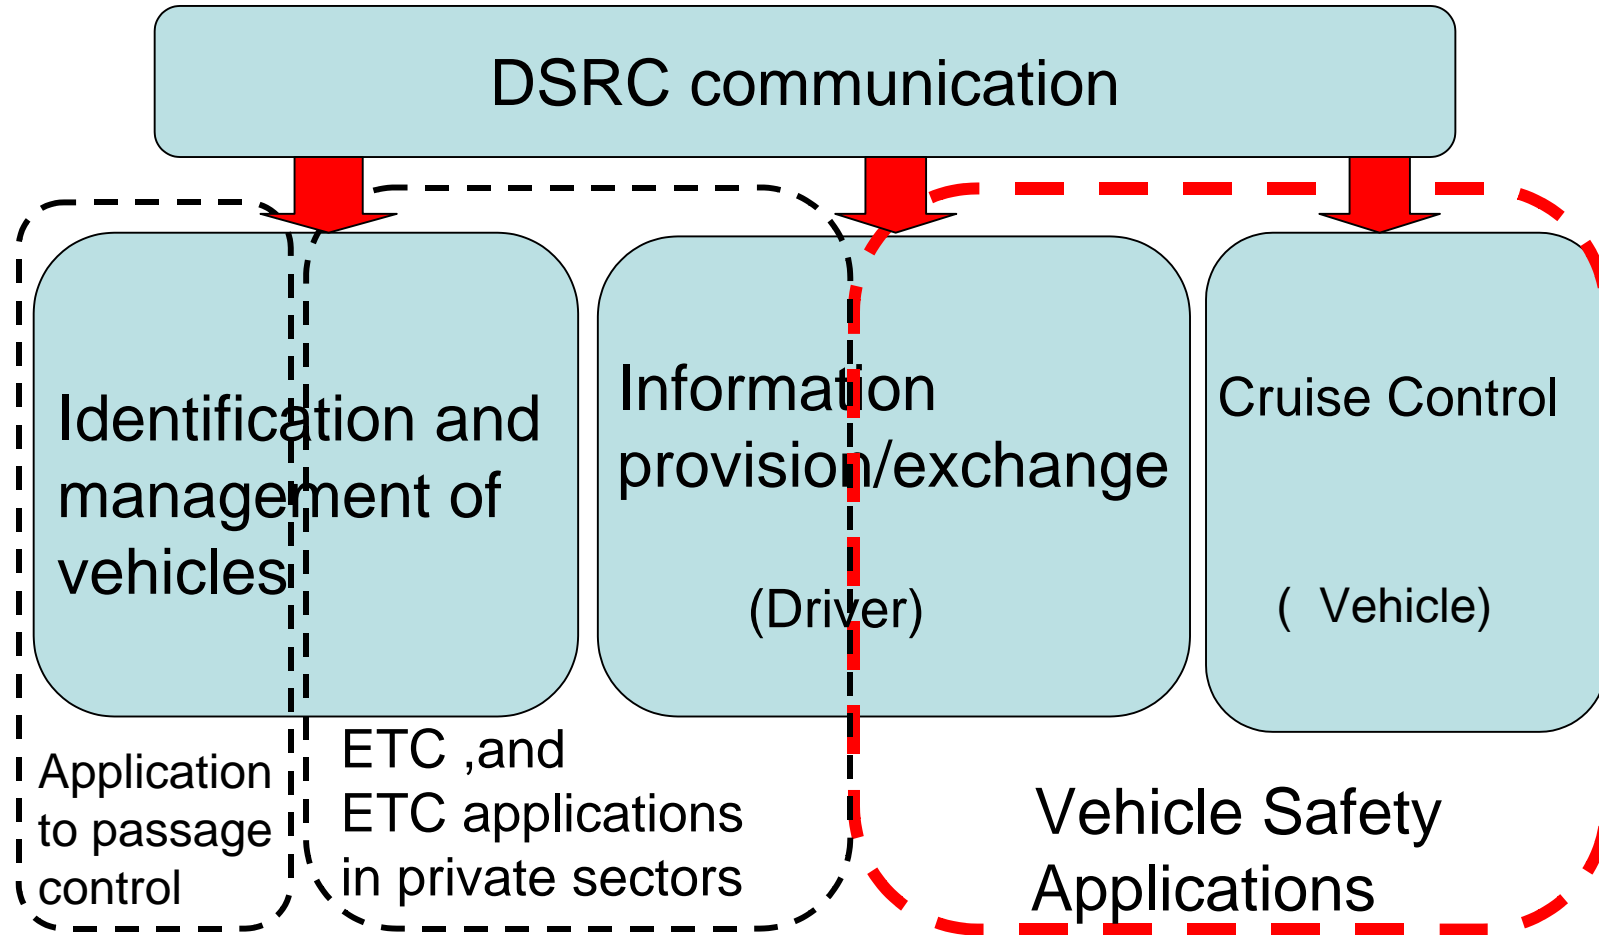 DSRC communication
Identification and
management of
vehicles
Information
provision/exchange
(Driver)
Cruise Control
( Vehicle)
Application
to passage
control
ETC ,and
ETC applications
in private sectors
Vehicle Safety
Applications